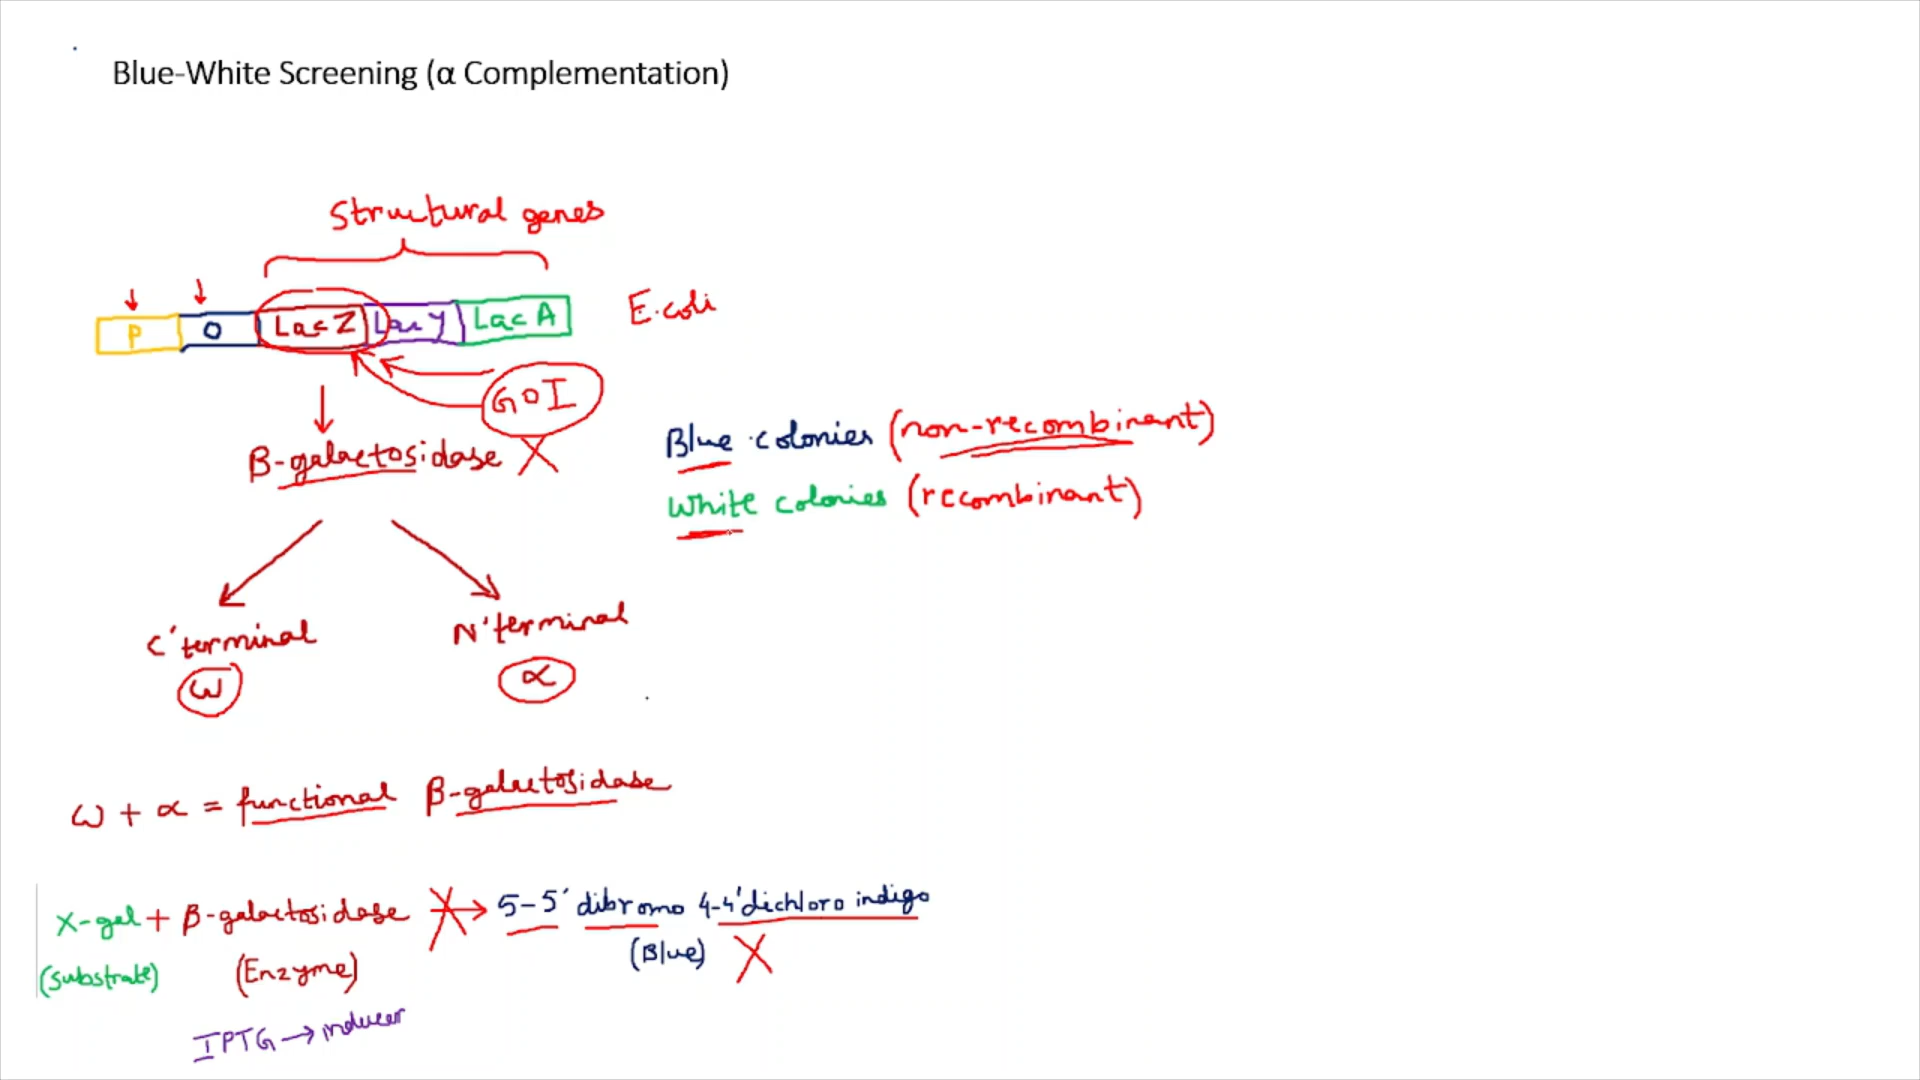 Blue-White Screening (α Complementation)
Structural genes
P O Lac Z Lac Y Lac A E.coli
GOI
β-galactosidase X
Blue colonies (non-recombinant)
White colonies (recombinant)
C' terminal N' terminal
ω α
ω + α = functional β-galactosidase
X-gal + β-galactosidase → 5-5' dibromo 4-4' dichloro indigo
(substrate) (Enzyme) (Blue) X
IPTG → inducer